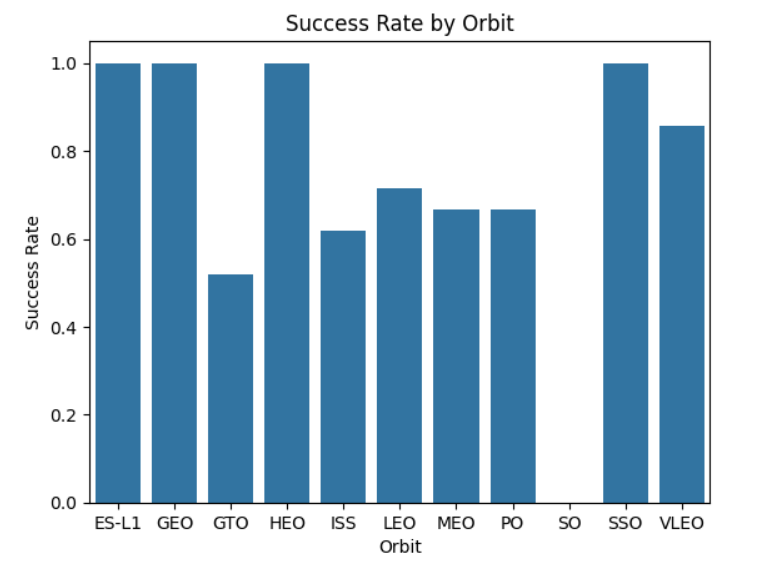 Success Rate by Orbit
1.0
0.8
0.6
0.4
0.2
0.0
Success Rate
ES-L1 GEO GTO HEO ISS LEO MEO PO SO SSO VLEO
Orbit